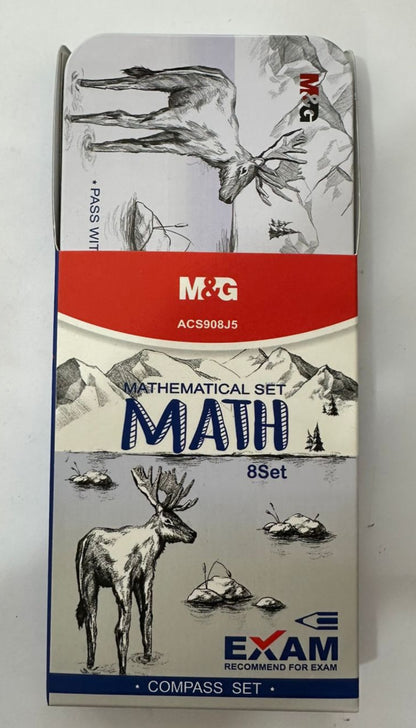 M&G
• PASS WIT
M&G
ACS908J5
MATHEMATICAL SET
MATH
8Set
EXAM
RECOMMEND FOR EXAM
• COMPASS SET •